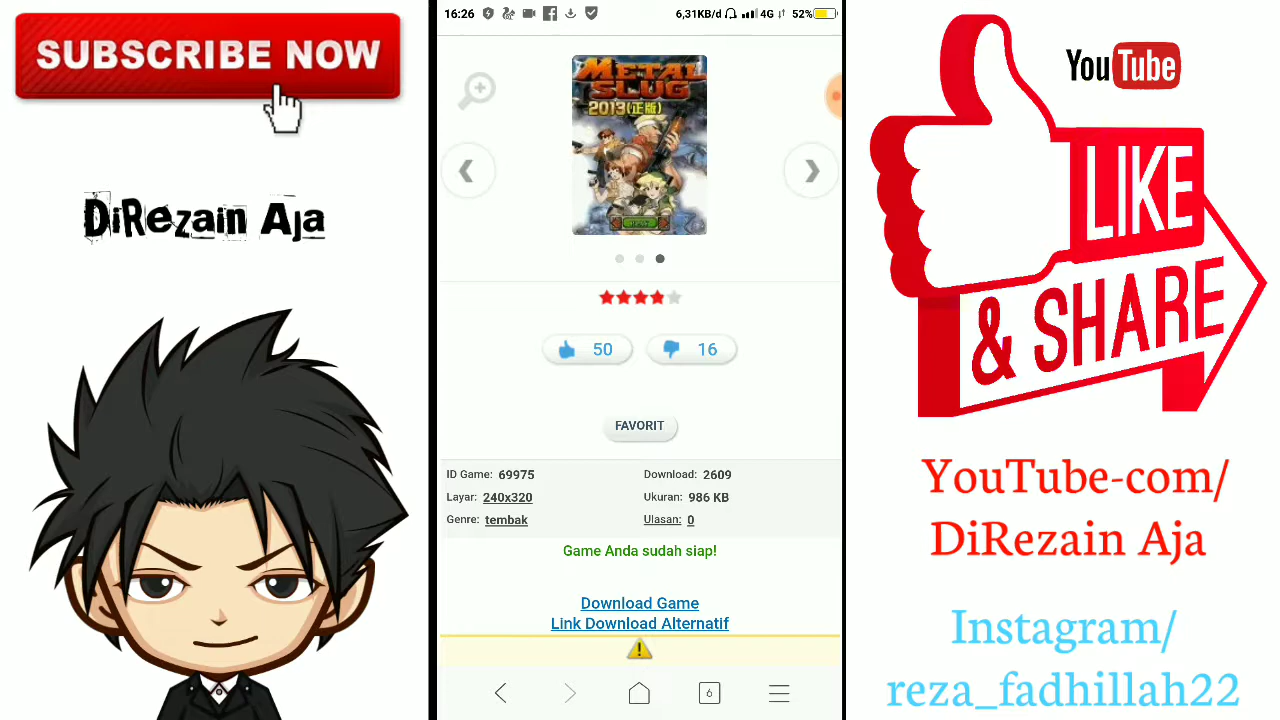 SUBSCRIBE NOW
DiRezain Aja
16:26
6,31KB/d 4G 52%
METAL
SLUG
2013(正版)
50
16
FAVORIT
ID Game: 69975
Download: 2609
Layar: 240x320
Ukuran: 986 KB
Genre: tembak
Ulasan: 0
Game Anda sudah siap!
Download Game
Link Download Alternatif
6
YouTube
LIKE
& SHARE
YouTube-com/
DiRezain Aja
Instagram/
reza_fadhillah22